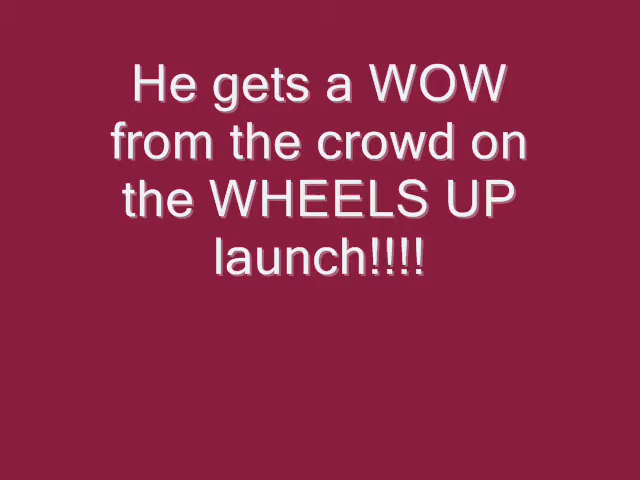 He gets a WOW
from the crowd on
the WHEELS UP
launch!!!!